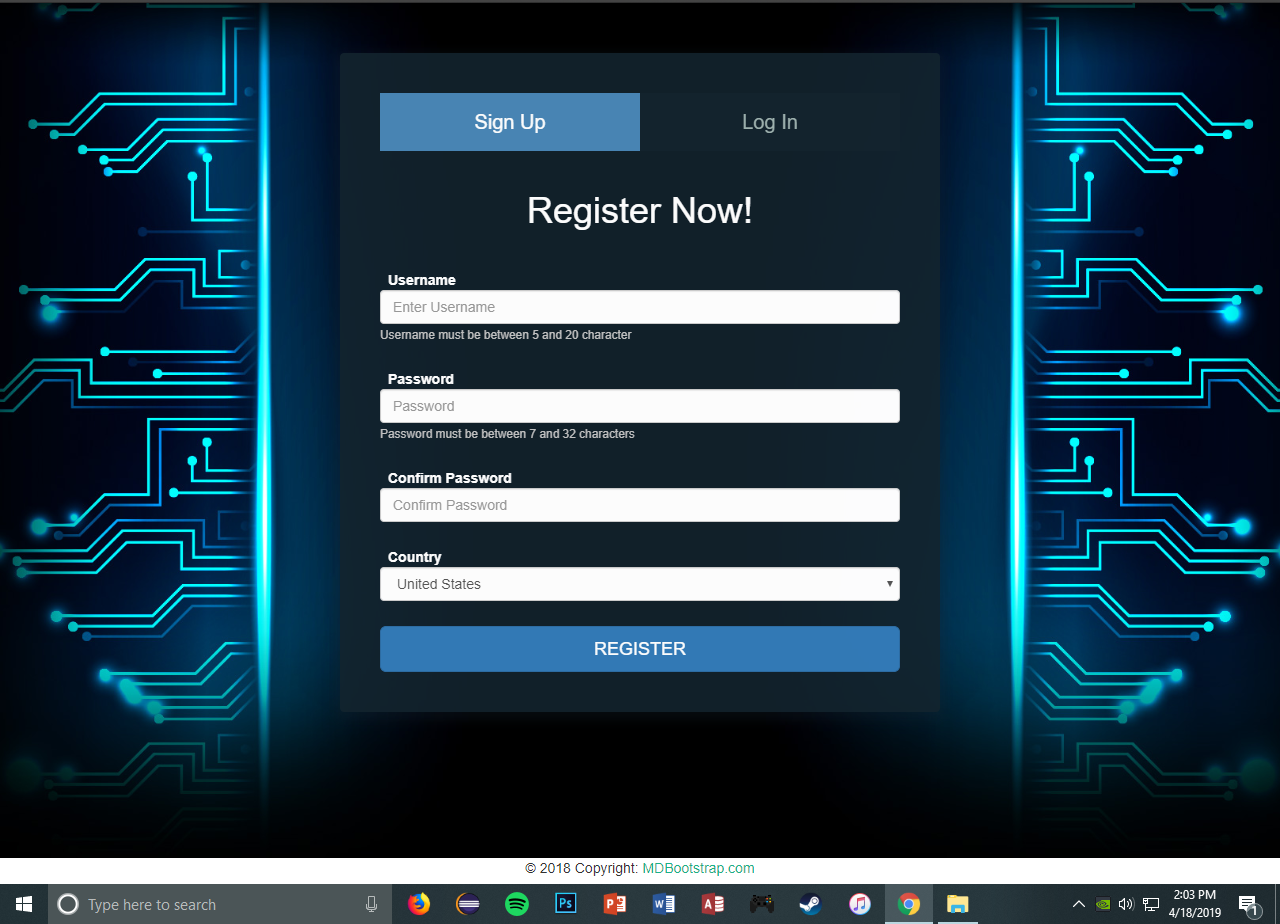 Sign Up
Log In
Register Now!
Username
Enter Username
Username must be between 5 and 20 character
Password
Password
Password must be between 7 and 32 characters
Confirm Password
Confirm Password
Country
United States
REGISTER
© 2018 Copyright: MDBootstrap.com
Type here to search
Ps
P
W
A
2:03 PM
4/18/2019
1